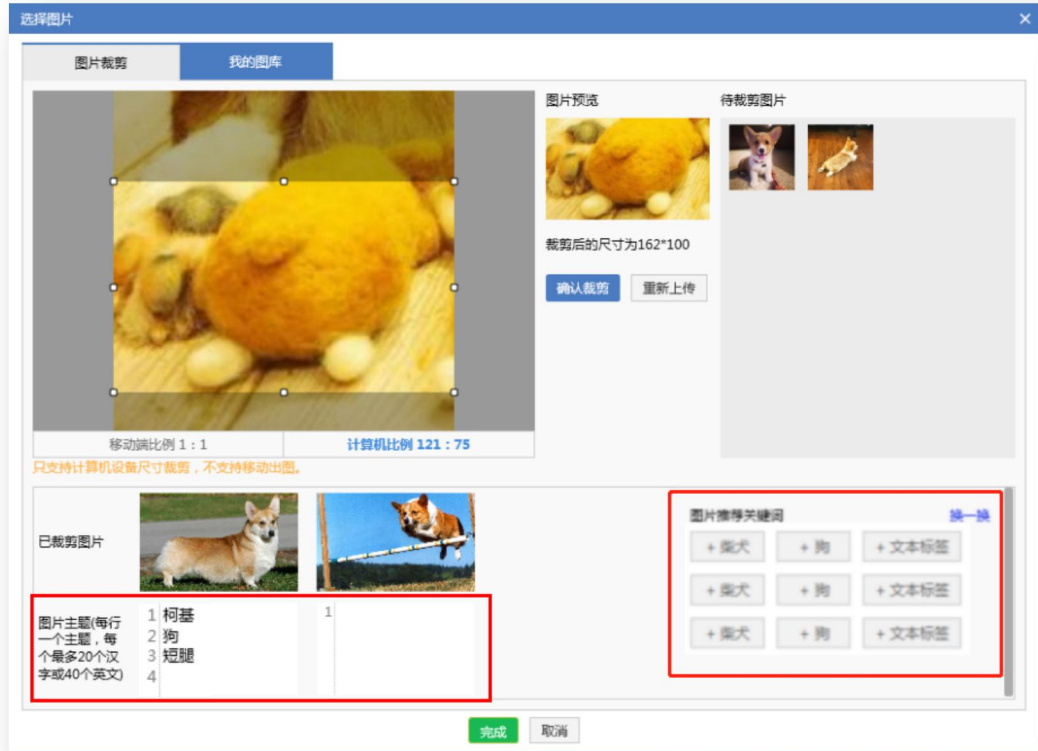 选择图片
×
图片裁剪
我的图库
图片预览
待裁剪图片
裁剪后的尺寸为162*100
确认裁剪
重新上传
移动端比例 1：1
计算机比例 121：75
只支持计算机设备尺寸裁剪，不支持移动出图。
已裁剪图片
图片推荐关键词
换一换
+ 柴犬
+ 狗
+ 文本标签
+ 柴犬
+ 狗
+ 文本标签
+ 柴犬
+ 狗
+ 文本标签
图片主题(每行
一个主题，每
个最多20个汉
字或40个英文)
1 柯基
2 狗
3 短腿
4
1
完成
取消